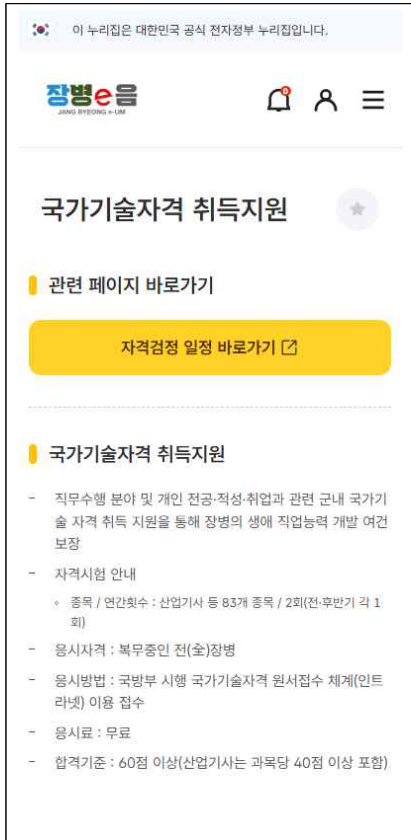 이 누리집은 대한민국 공식 전자정부 누리집입니다.
장병e음
JANG BYEONG e-UM
0
국가기술자격 취득지원
관련 페이지 바로가기
자격검정 일정 바로가기
국가기술자격 취득지원
- 직무수행 분야 및 개인 전공·적성·취업과 관련 군내 국가기
술 자격 취득 지원을 통해 장병의 생애 직업능력 개발 여건
보장
- 자격시험 안내
◦ 종목 / 연간횟수 : 산업기사 등 83개 종목 / 2회(전·후반기 각 1
회)
- 응시자격 : 복무중인 전(全)장병
- 응시방법 : 국방부 시행 국가기술자격 원서접수 체계(인트
라넷) 이용 접수
- 응시료 : 무료
- 합격기준 : 60점 이상(산업기사는 과목당 40점 이상 포함)